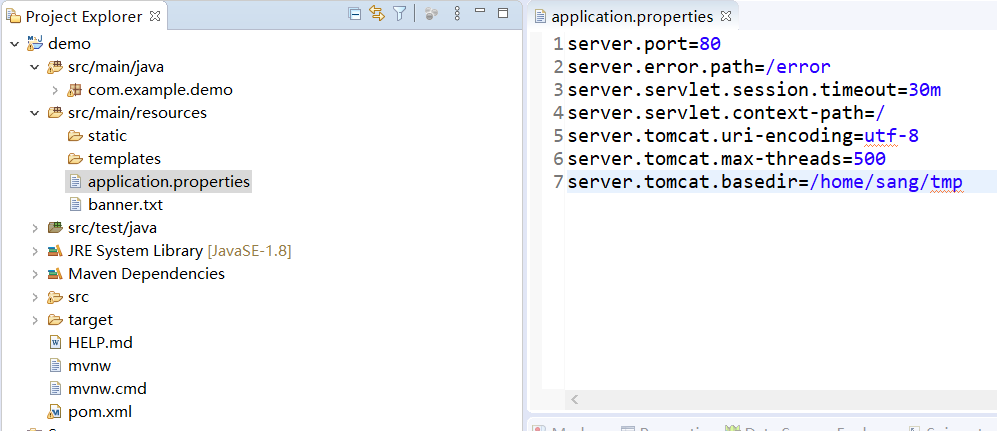 Project Explorer
demo
src/main/java
com.example.demo
src/main/resources
static
templates
application.properties
banner.txt
src/test/java
JRE System Library [JavaSE-1.8]
Maven Dependencies
src
target
HELP.md
mvnw
mvnw.cmd
pom.xml
application.properties
1 server.port=80
2 server.error.path=/error
3 server.servlet.session.timeout=30m
4 server.servlet.context-path=/
5 server.tomcat.uri-encoding=utf-8
6 server.tomcat.max-threads=500
7 server.tomcat.basedir=/home/sang/tmp